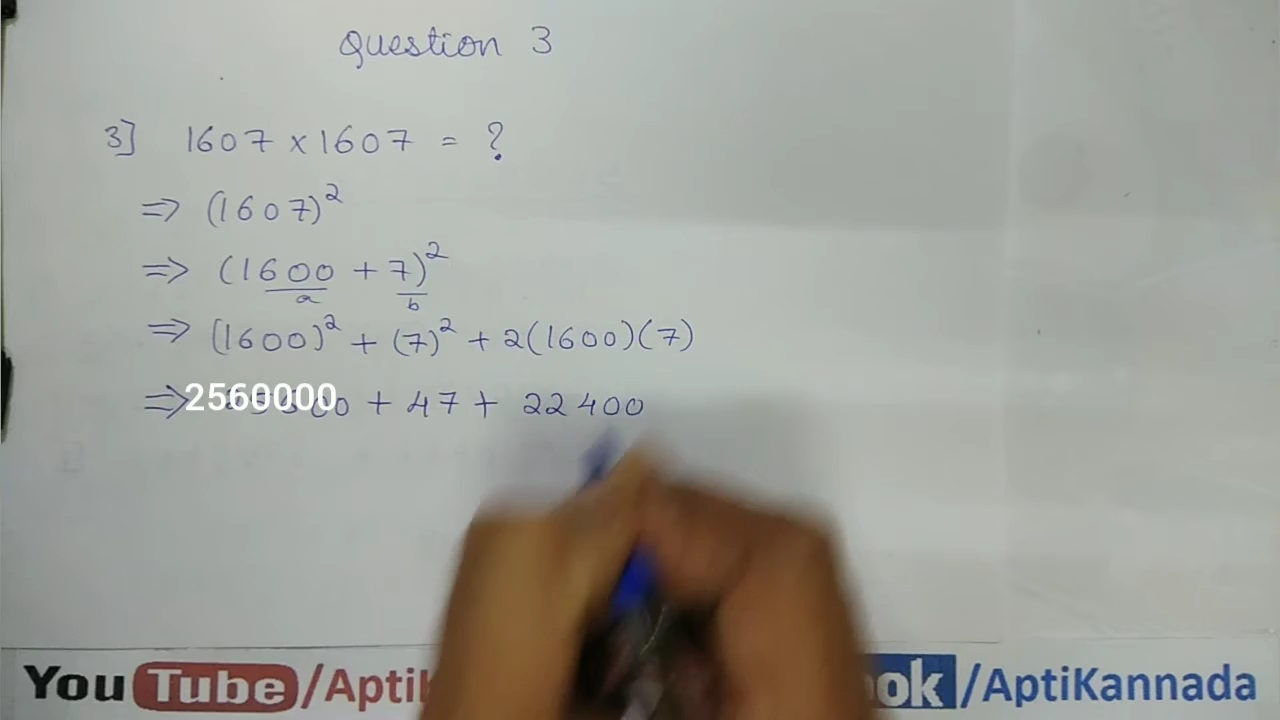 Question 3
3] 1607 x 1607 = ?
=> (1607)²
=> (1600 + 7)²
a b
=> (1600)² + (7)² + 2(1600)(7)
=> 2560000 + 47 + 22400
YouTube/Apti ok/AptiKannada